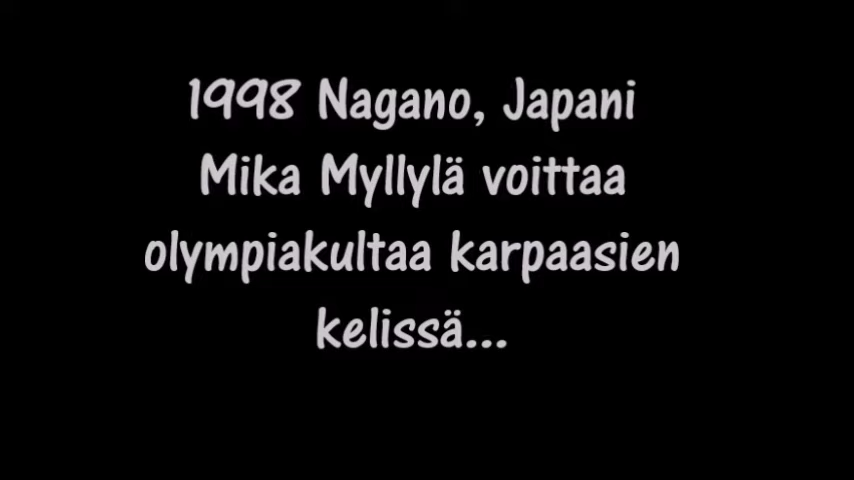 1998 Nagano, Japani
Mika Myllylä voittaa
olympiakultaa karpaasien
kelissä...